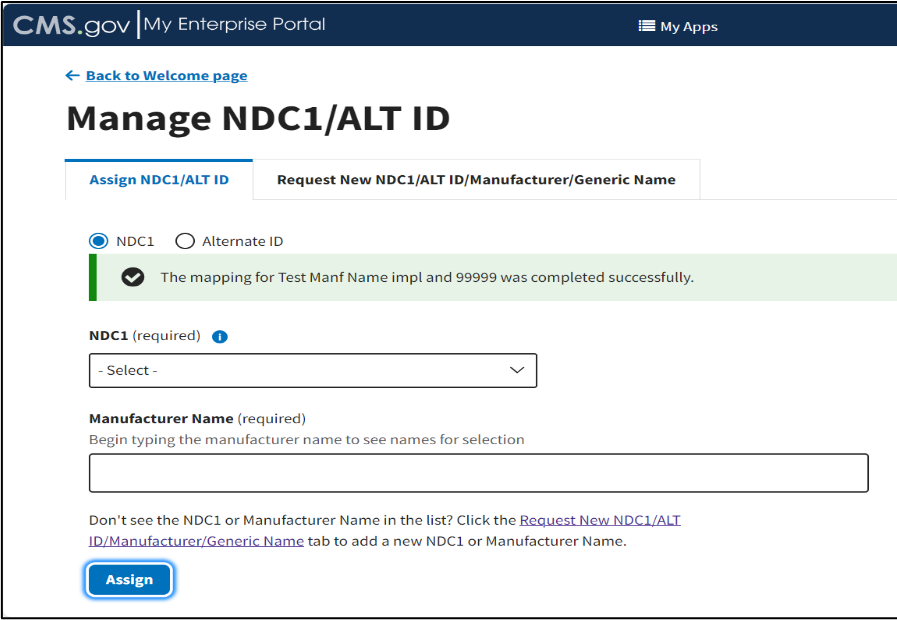 CMS.gov My Enterprise Portal My Apps
← Back to Welcome page
Manage NDC1/ALT ID
Assign NDC1/ALT ID Request New NDC1/ALT ID/Manufacturer/Generic Name
NDC1 Alternate ID
The mapping for Test Manf Name impl and 99999 was completed successfully.
NDC1 (required) i
- Select -
Manufacturer Name (required)
Begin typing the manufacturer name to see names for selection
Don't see the NDC1 or Manufacturer Name in the list? Click the Request New NDC1/ALT
ID/Manufacturer/Generic Name tab to add a new NDC1 or Manufacturer Name.
Assign